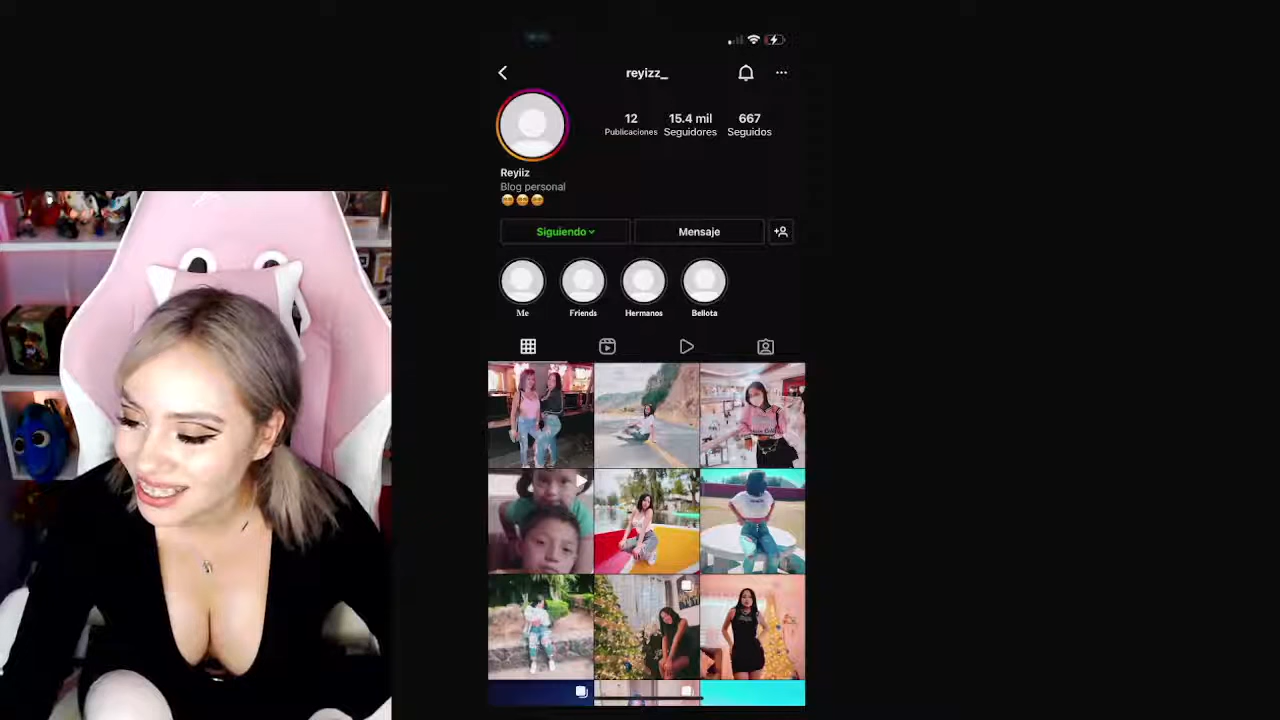 reyizz_
12 15.4 mil 667
Publicaciones Seguidores Seguidos
Reyiiz
Blog personal
Siguiendo Mensaje
Me Friends Hermanos Bellota